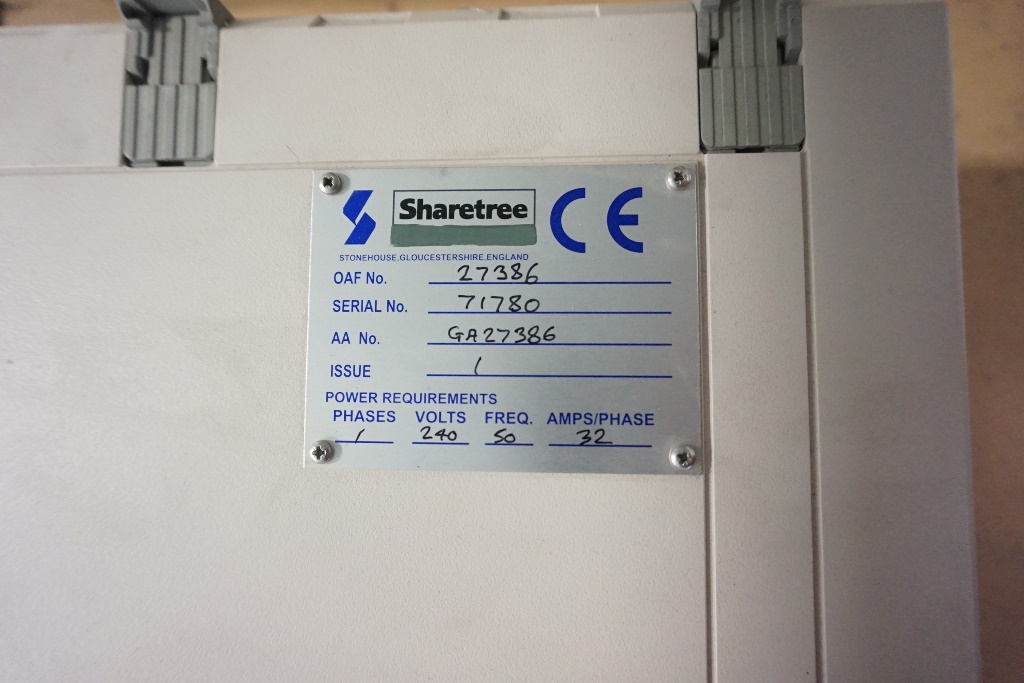 Sharetree CE
STONEHOUSE, GLOUCESTERSHIRE, ENGLAND
OAF No. 27386
SERIAL No. 71780
AA No. GA27386
ISSUE 1
POWER REQUIREMENTS
PHASES VOLTS FREQ. AMPS/PHASE
1 240 50 32